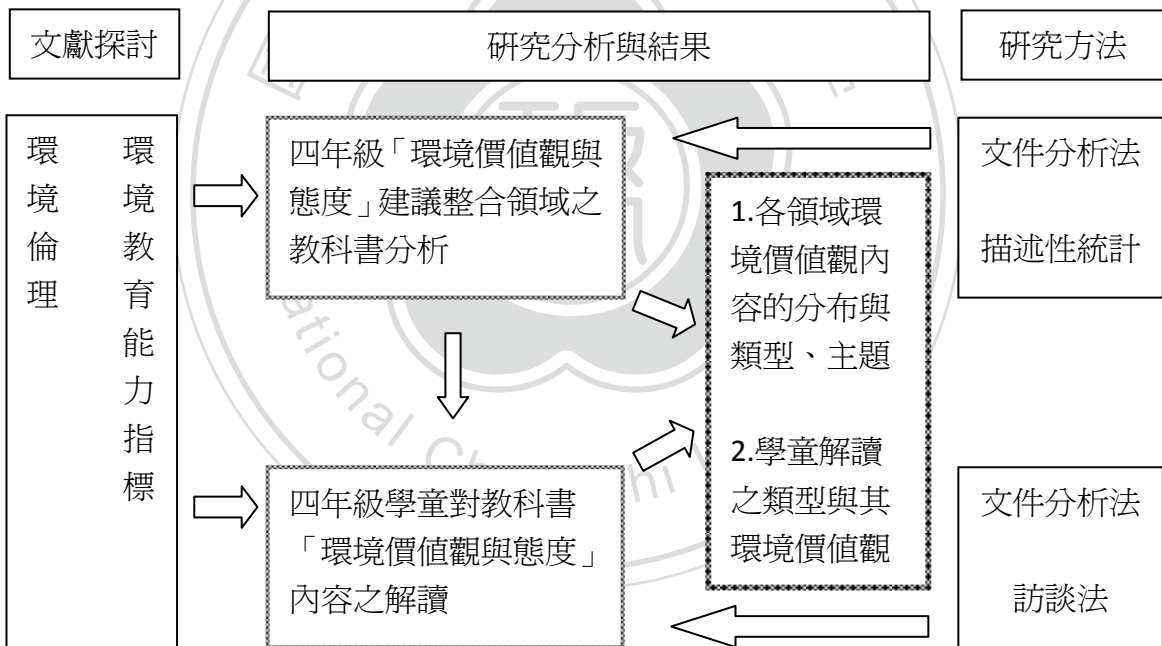 文獻探討
研究分析與結果
研究方法
環境倫理
環境教育能力指標
四年級「環境價值觀與
態度」建議整合領域之
教科書分析
四年級學童對教科書
「環境價值觀與態度」
內容之解讀
1.各領域環
境價值觀內
容的分布與
類型、主題
2.學童解讀
之類型與其
環境價值觀
文件分析法
描述性統計
文件分析法
訪談法